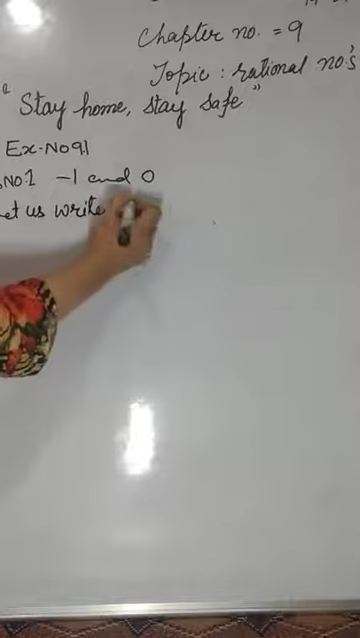 Chapter no. = 9
Topic : rational no's
"Stay home, stay safe"
Ex-No 9.1
No.1 -1 and 0
Let us write